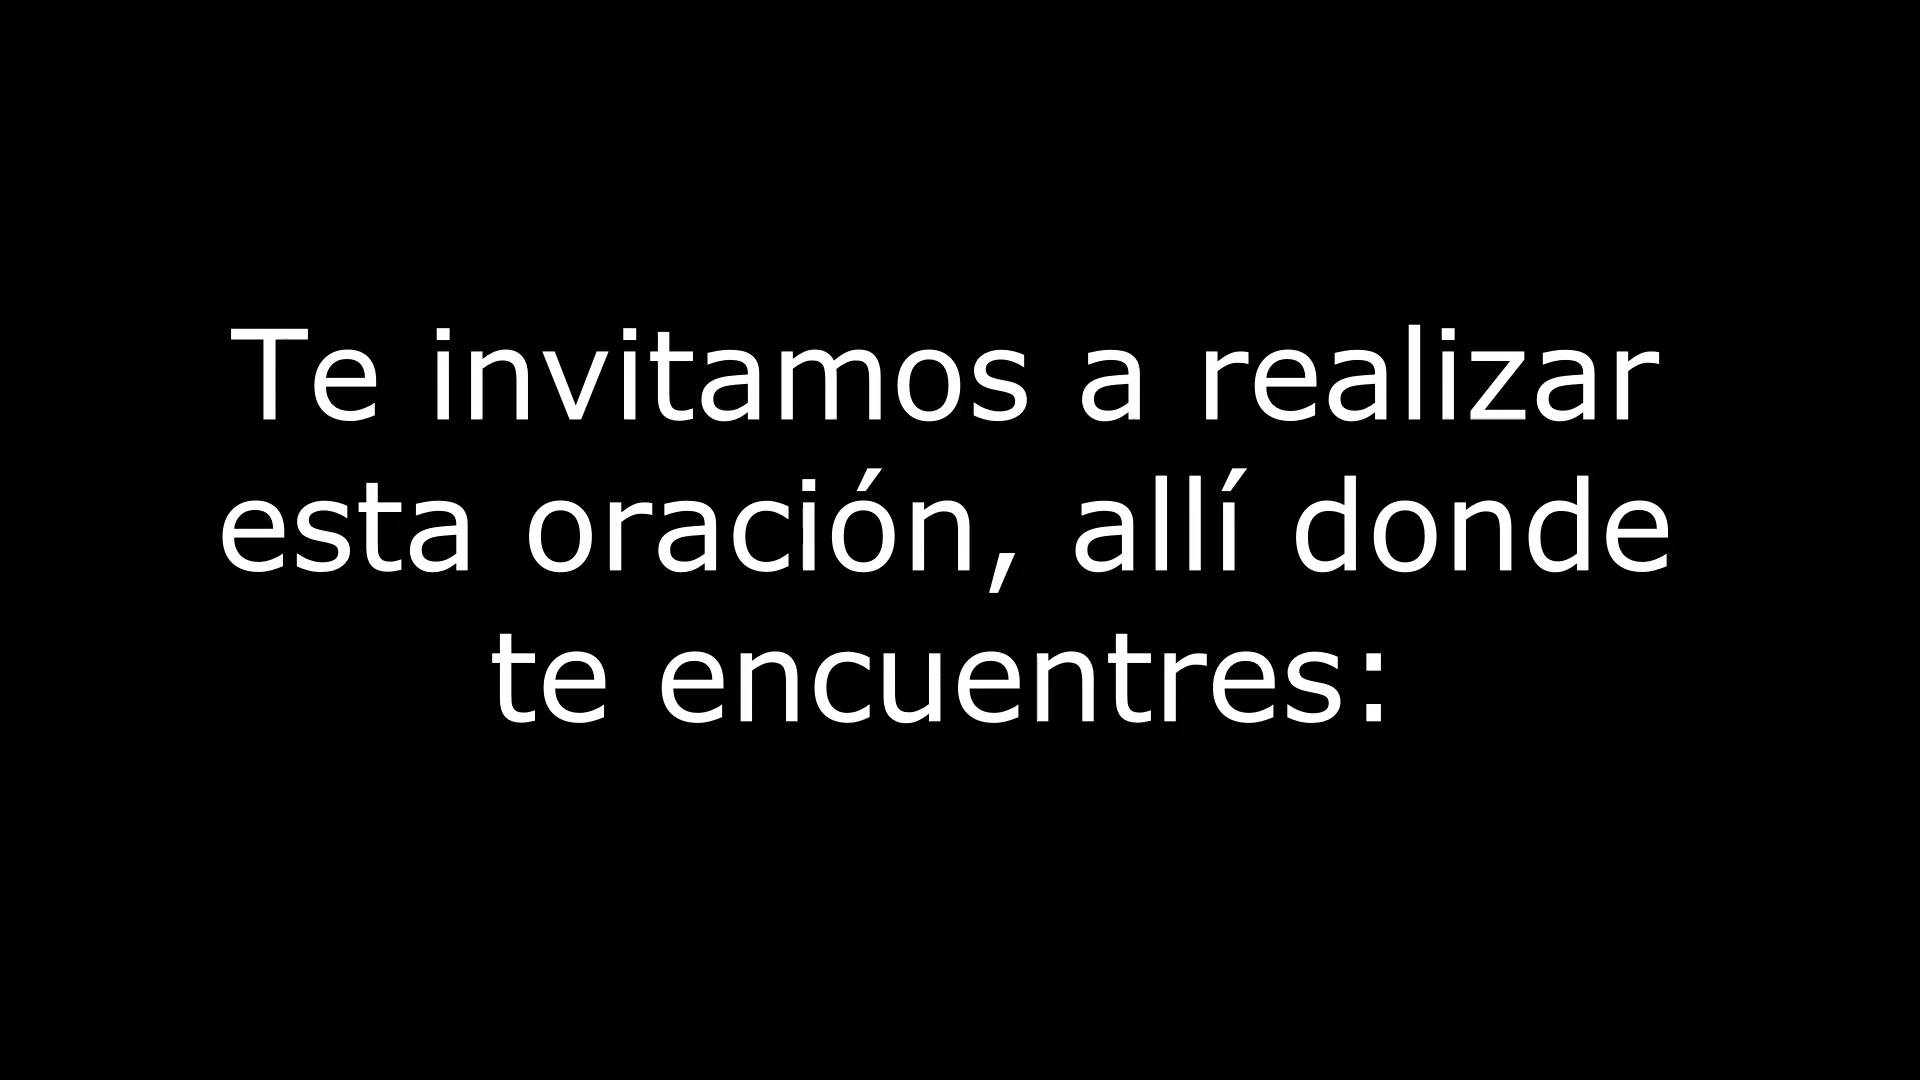 Te invitamos a realizar
esta oración, allí donde
te encuentres: